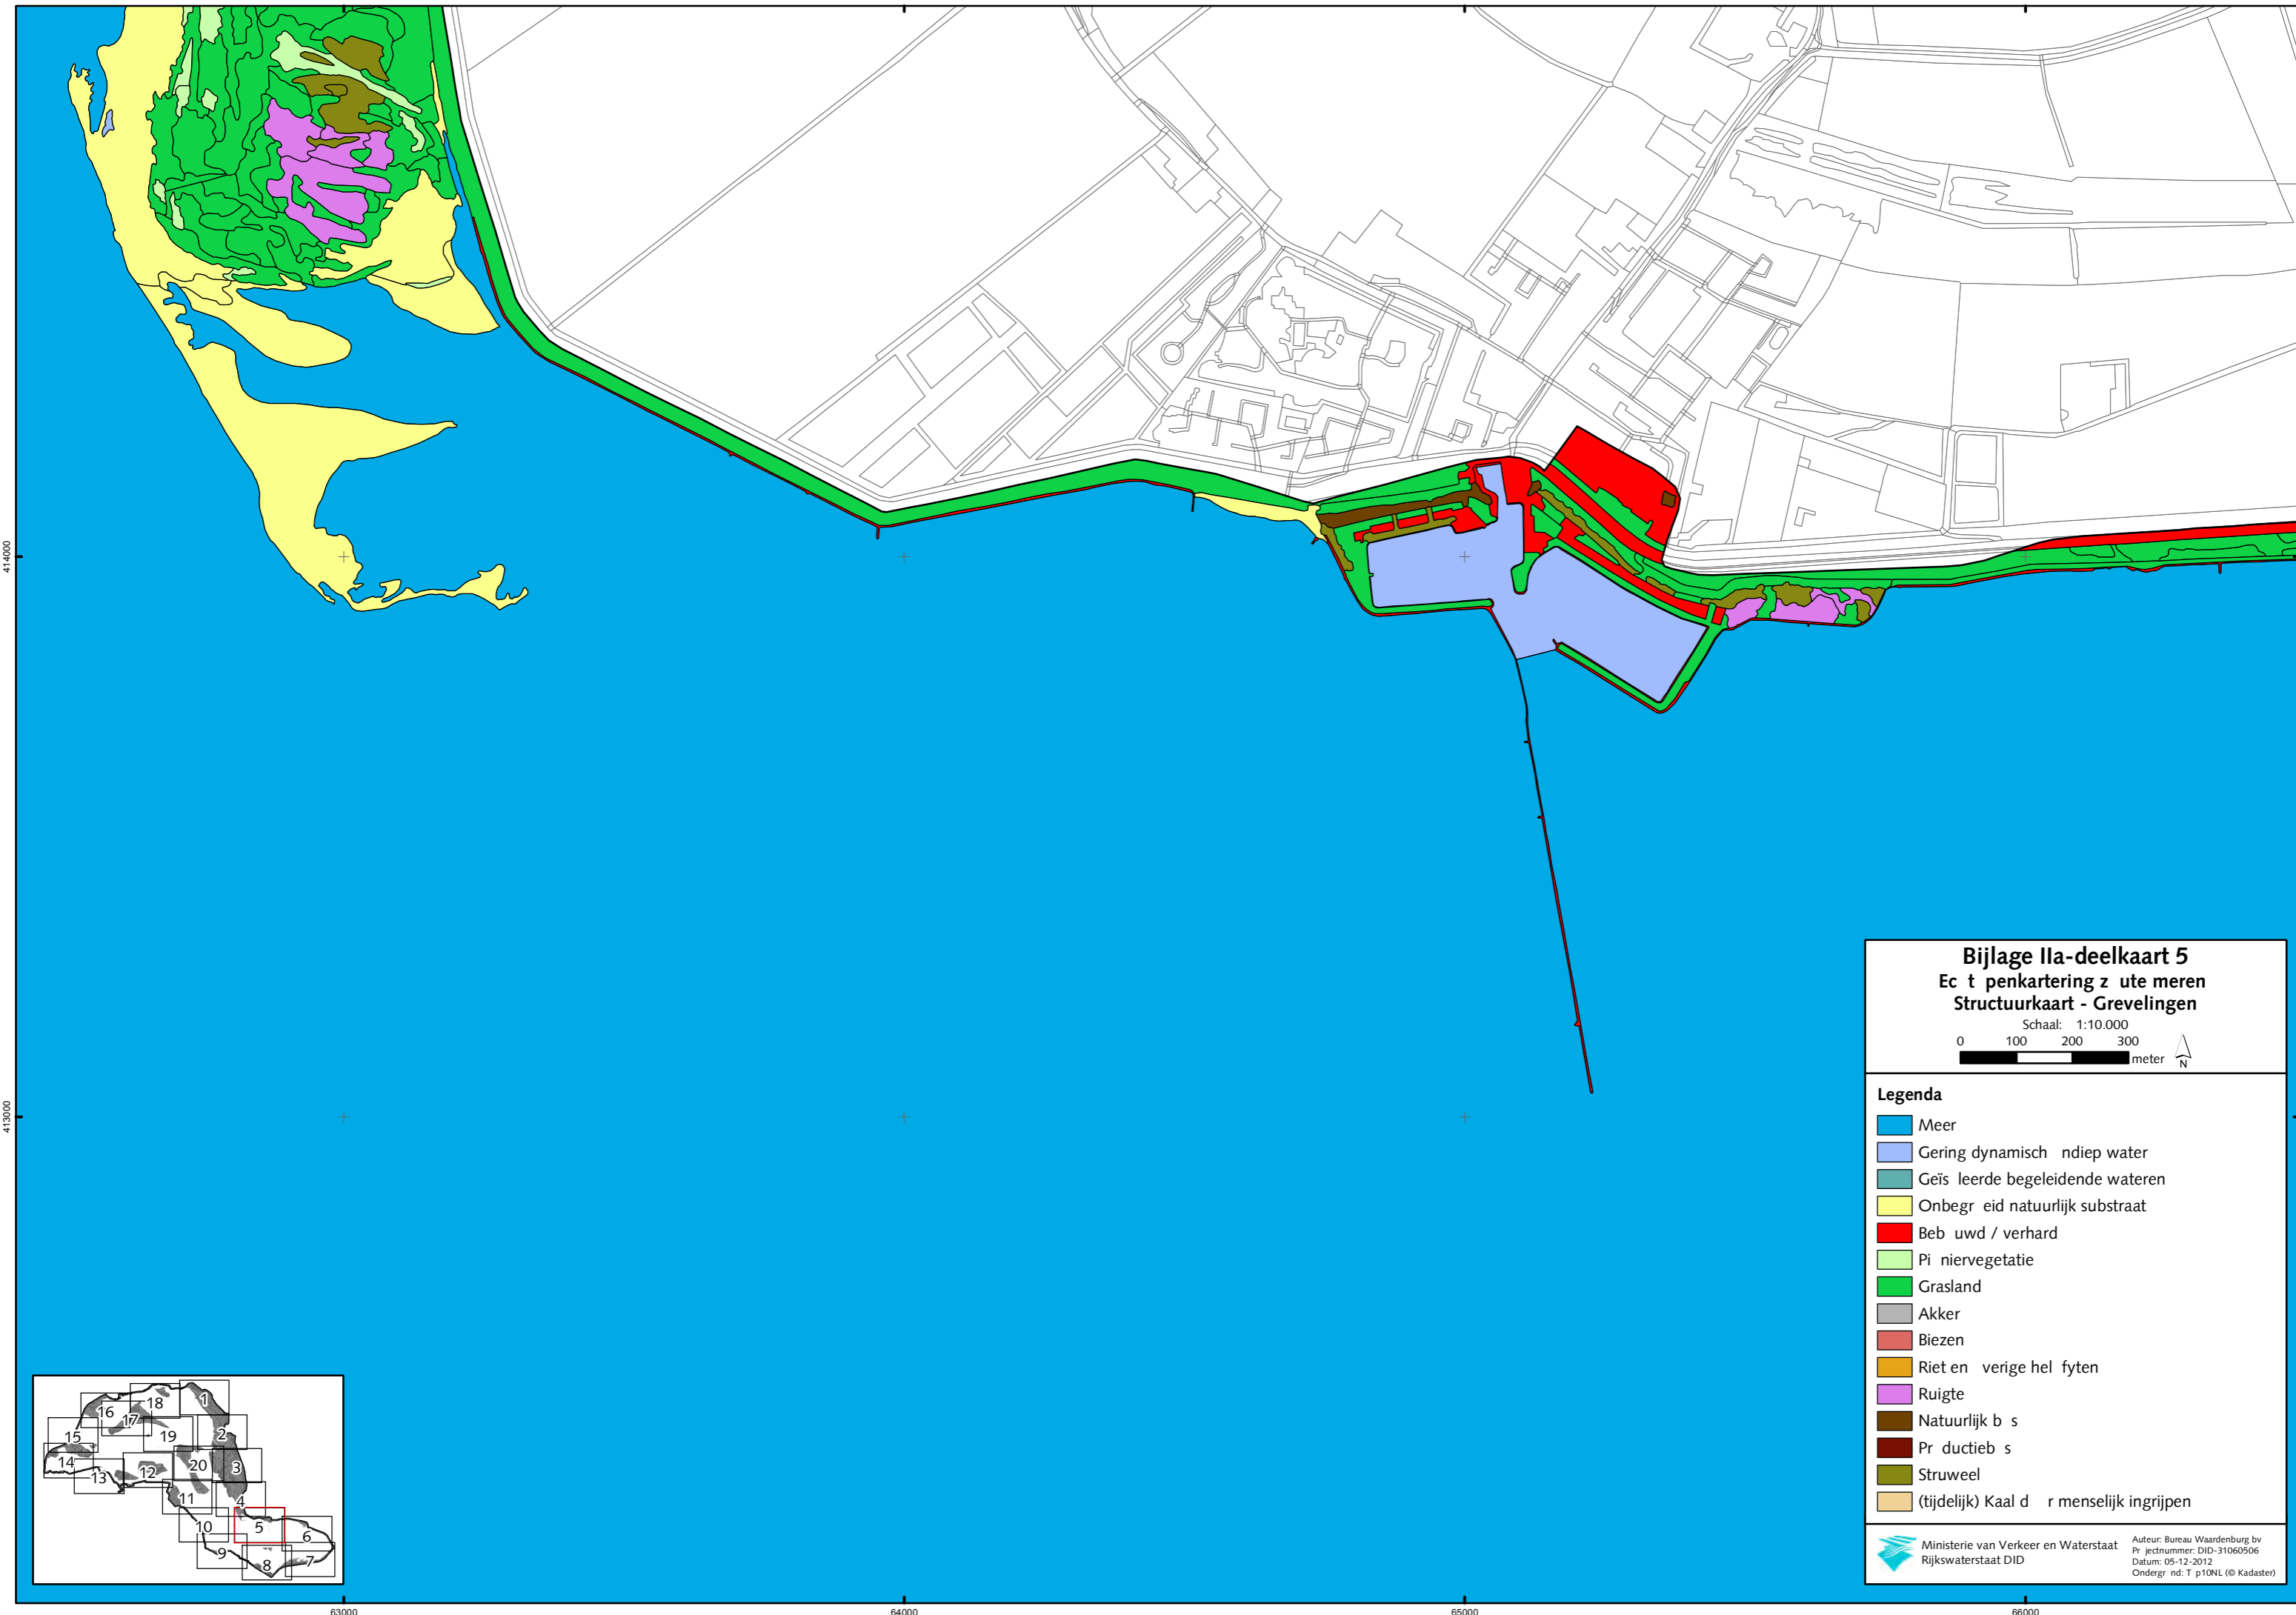 Bijlage IIa-deelkaart 5
Ec t penkartering z ute meren
Structuurkaart - Grevelingen
Schaal: 1:10.000
0 100 200 300
meter
N
Legenda
Meer
Gering dynamisch ndiep water
Geïs leerde begeleidende wateren
Onbegr eid natuurlijk substraat
Beb uwd / verhard
Pi niervegetatie
Grasland
Akker
Biezen
Riet en verige hel fyten
Ruigte
Natuurlijk b s
Pr ductieb s
Struweel
(tijdelijk) Kaal d r menselijk ingrijpen
Ministerie van Verkeer en Waterstaat
Rijkswaterstaat DID
Auteur: Bureau Waardenburg bv
Pr jectnummer: DID-31060506
Datum: 05-12-2012
Ondergr nd: T p10NL (© Kadaster)
414000
413000
18 1
16 17
2
15 19
14 13 12 20 3
11 4
10 5 6
9 8 7
63000 64000 65000 66000